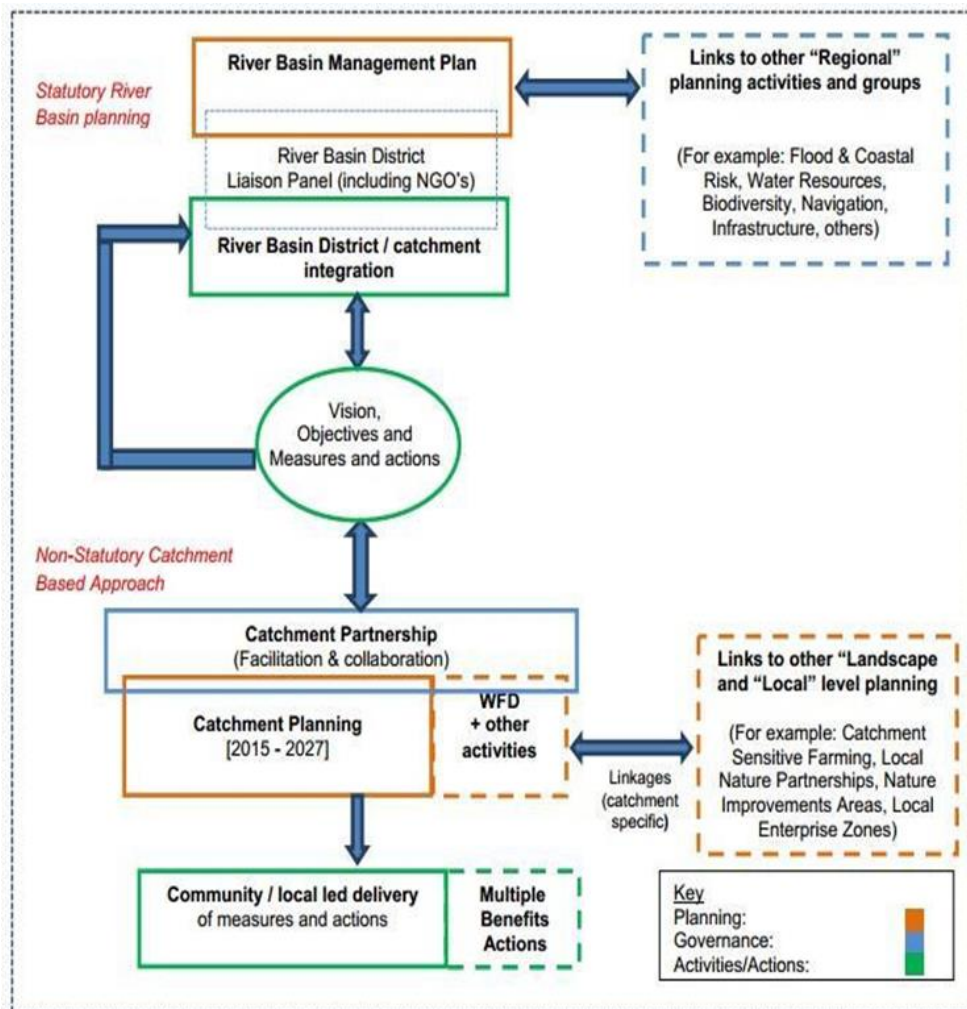 River Basin Management Plan
Statutory River
Basin planning
Links to other “Regional”
planning activities and groups
(For example: Flood & Coastal
Risk, Water Resources,
Biodiversity, Navigation,
Infrastructure, others)
River Basin District
Liaison Panel (including NGO's)
River Basin District / catchment
integration
Vision,
Objectives and
Measures and actions
Non-Statutory Catchment
Based Approach
Catchment Partnership
(Facilitation & collaboration)
Catchment Planning
[2015 - 2027]
WFD
+ other
activities
Linkages
(catchment
specific)
Links to other “Landscape
and “Local” level planning
(For example: Catchment
Sensitive Farming, Local
Nature Partnerships, Nature
Improvements Areas, Local
Enterprise Zones)
Community / local led delivery
of measures and actions
Multiple
Benefits
Actions
Key
Planning:
Governance:
Activities/Actions: